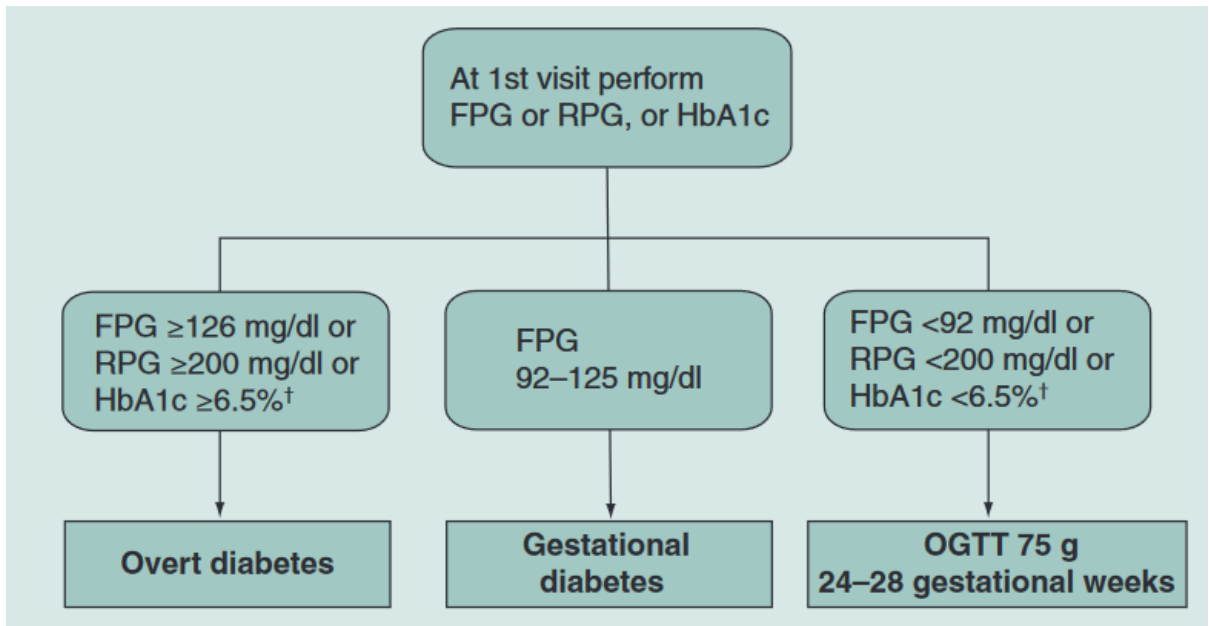 At 1st visit perform
FPG or RPG, or HbA1c
FPG ≥126 mg/dl or
RPG ≥200 mg/dl or
HbA1c ≥6.5%†
FPG
92–125 mg/dl
FPG <92 mg/dl or
RPG <200 mg/dl or
HbA1c <6.5%†
Overt diabetes
Gestational
diabetes
OGTT 75 g
24–28 gestational weeks